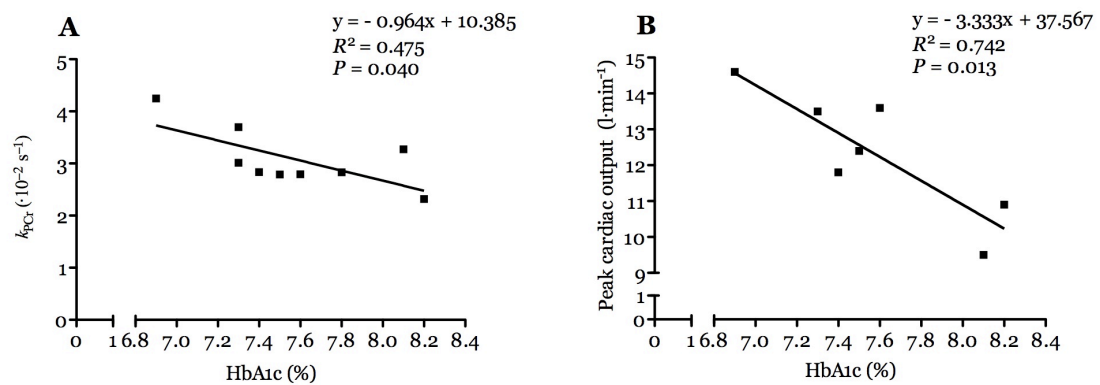 A
y = - 0.964x + 10.385
R² = 0.475
P = 0.040
5
4
3
2
1
0
kPCr (·10⁻² s⁻¹)
0 1 6.8 7.0 7.2 7.4 7.6 7.8 8.0 8.2 8.4
HbA1c (%)
B
y = - 3.333x + 37.567
R² = 0.742
P = 0.013
15
14
13
12
11
10
9
1
0
Peak cardiac output (l·min⁻¹)
0 1 6.8 7.0 7.2 7.4 7.6 7.8 8.0 8.2 8.4
HbA1c (%)